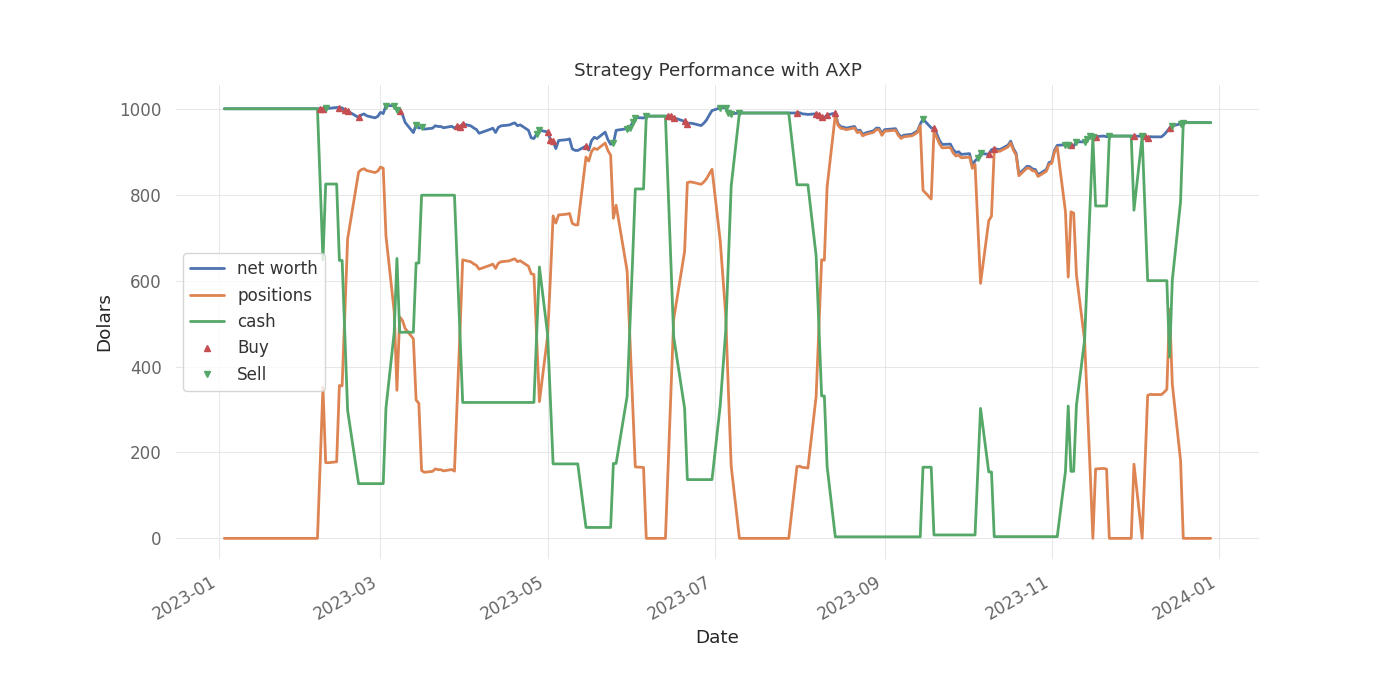 Strategy Performance with AXP
1000
800
600
400
200
0
Dolars
net worth
positions
cash
Buy
Sell
2023-01
2023-03
2023-05
2023-07
2023-09
2023-11
2024-01
Date